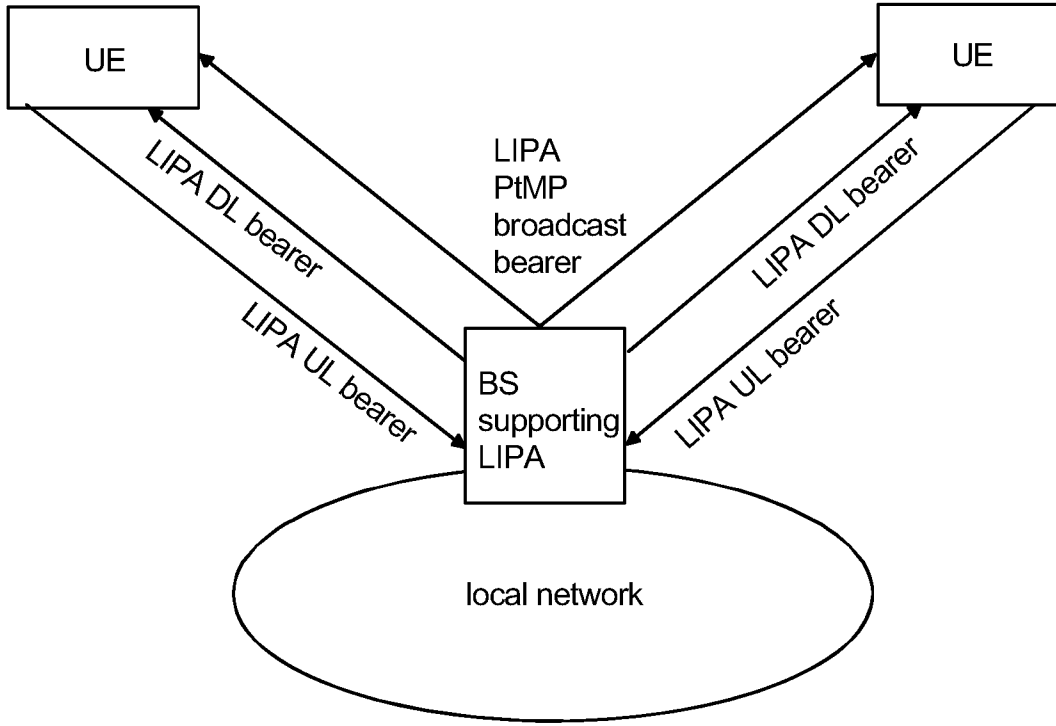 UE
UE
LIPA
PtMP
broadcast
bearer
LIPA DL bearer
LIPA UL bearer
LIPA DL bearer
LIPA UL bearer
BS
supporting
LIPA
local network